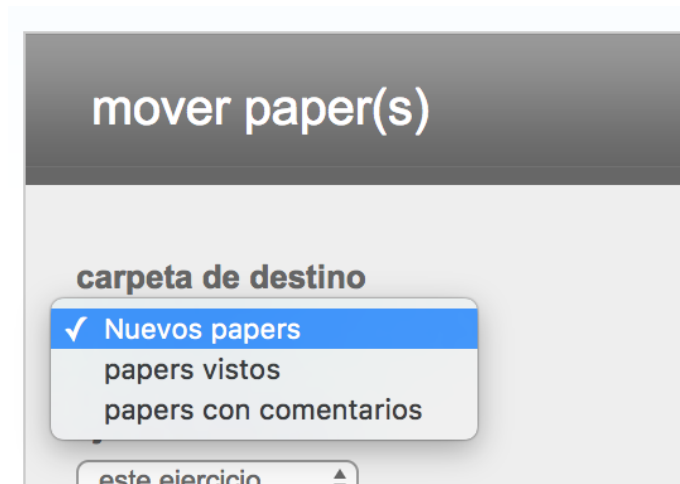 mover paper(s)
carpeta de destino
✓ Nuevos papers
papers vistos
papers con comentarios
este ejercicio